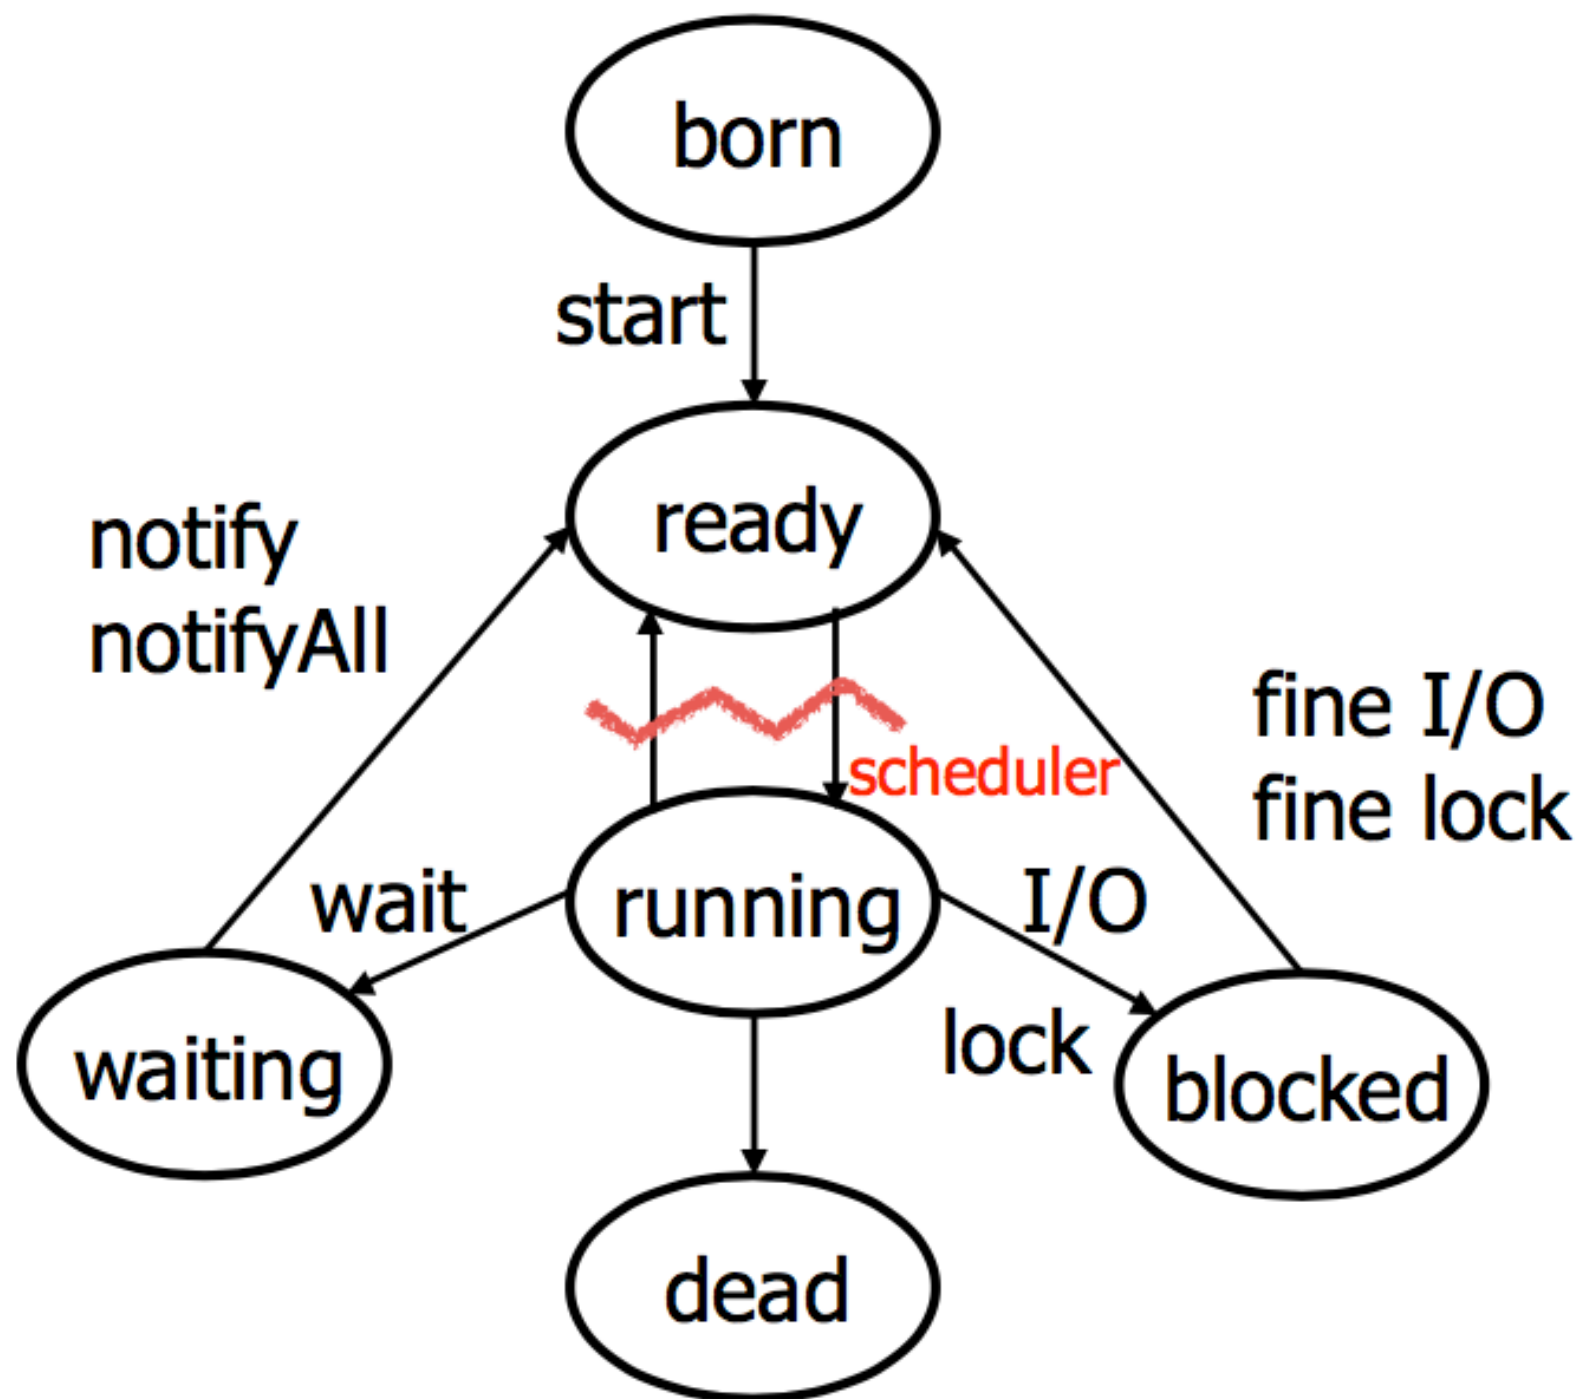 born
start
ready
notify
notifyAll
fine I/O
fine lock
scheduler
wait
running
I/O
waiting
lock
blocked
dead